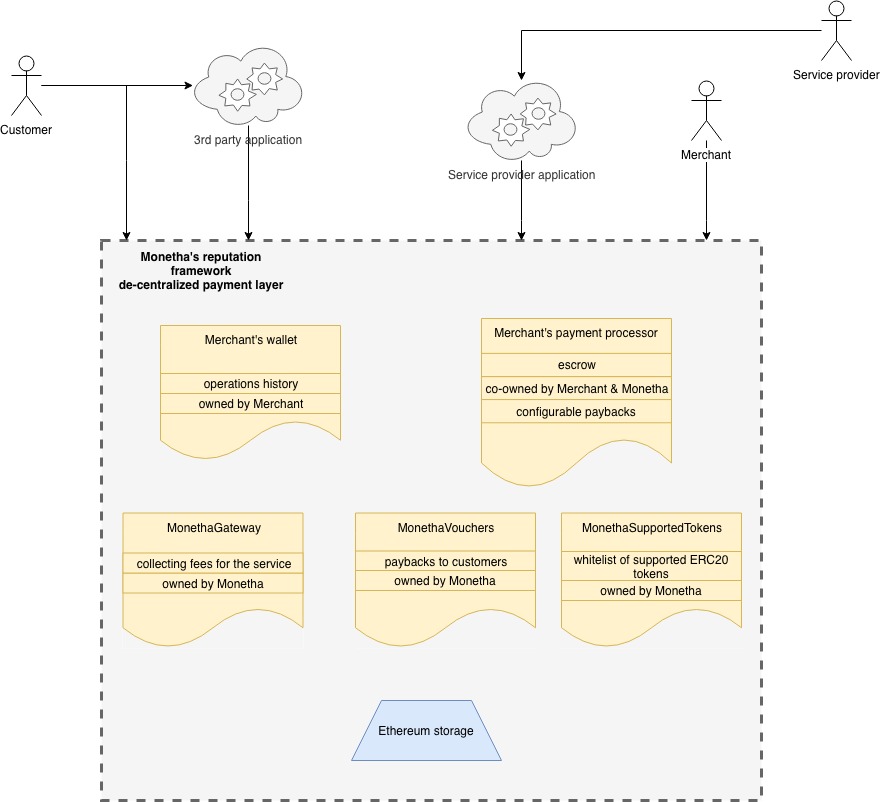 Service provider
Customer
3rd party application
Merchant
Service provider application
Monetha's reputation
framework
de-centralized payment layer
Merchant's wallet
operations history
owned by Merchant
Merchant's payment processor
escrow
co-owned by Merchant & Monetha
configurable paybacks
MonethaGateway
collecting fees for the service
owned by Monetha
MonethaVouchers
paybacks to customers
owned by Monetha
MonethaSupportedTokens
whitelist of supported ERC20
tokens
owned by Monetha
Ethereum storage